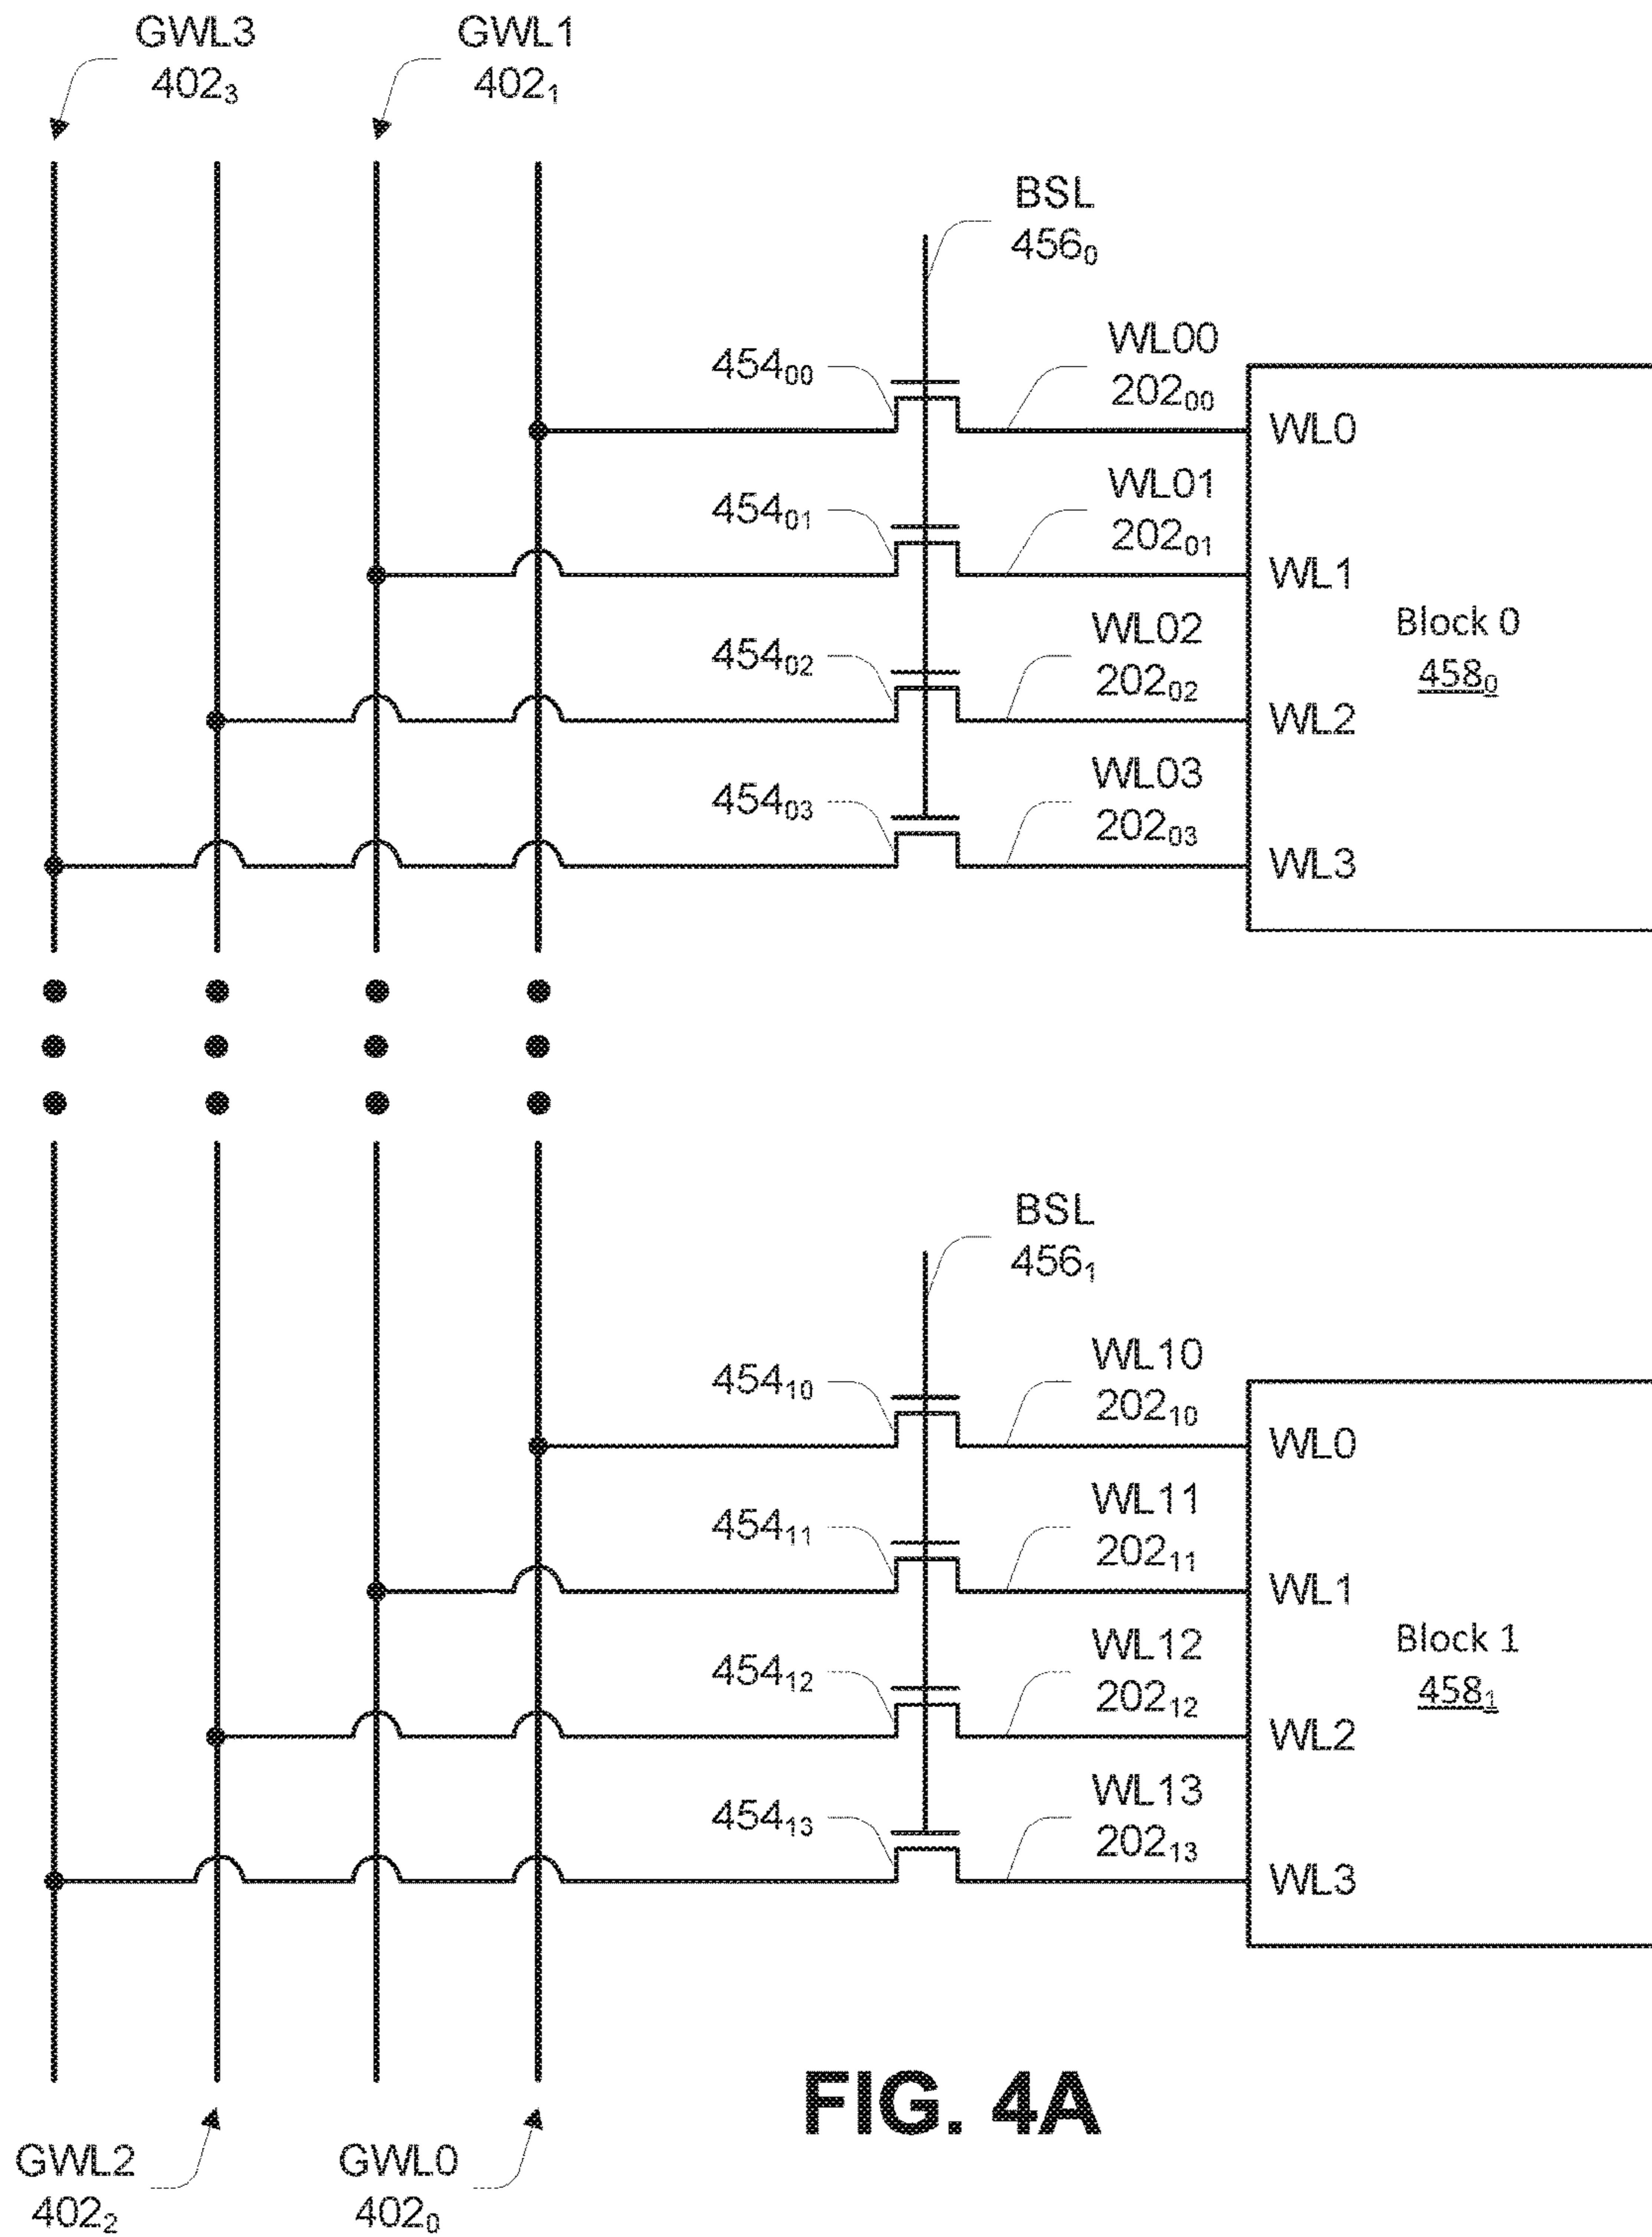 GWL3
402₃
GWL1
402₁
BSL
456₀
454₀₀
WL00
202₀₀
WL0
454₀₁
WL01
202₀₁
WL1
Block 0
458₀
454₀₂
WL02
202₀₂
WL2
454₀₃
WL03
202₀₃
WL3
BSL
456₁
454₁₀
WL10
202₁₀
WL0
454₁₁
WL11
202₁₁
WL1
Block 1
458₁
454₁₂
WL12
202₁₂
WL2
454₁₃
WL13
202₁₃
WL3
FIG. 4A
GWL2
402₂
GWL0
402₀